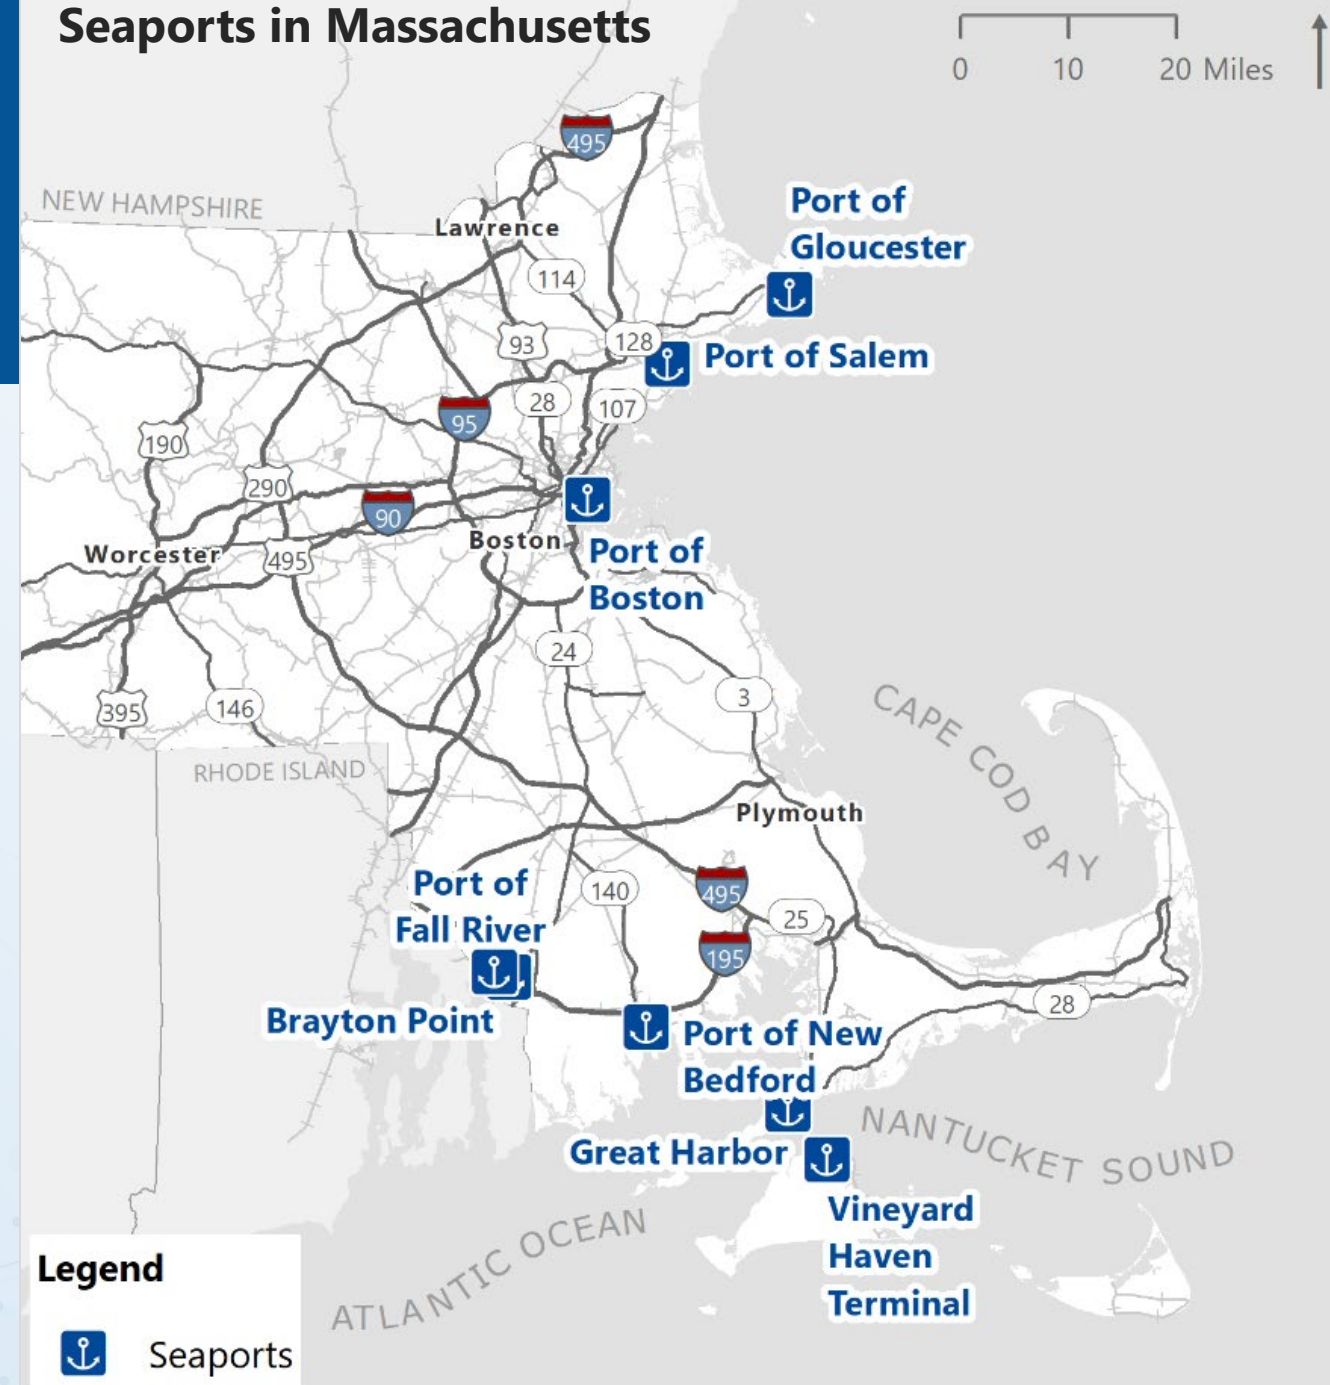 Seaports in Massachusetts
0 10 20 Miles
495
NEW HAMPSHIRE
Port of
Gloucester
Lawrence
114
93
128
Port of Salem
28
107
95
190
290
90
Boston
Port of
Boston
Worcester
495
24
3
395
146
CAPE COD BAY
RHODE ISLAND
Plymouth
Port of
Fall River
140
495
25
195
28
Brayton Point
Port of New
Bedford
NANTUCKET SOUND
Great Harbor
Vineyard
Haven
Terminal
ATLANTIC OCEAN
Legend
Seaports